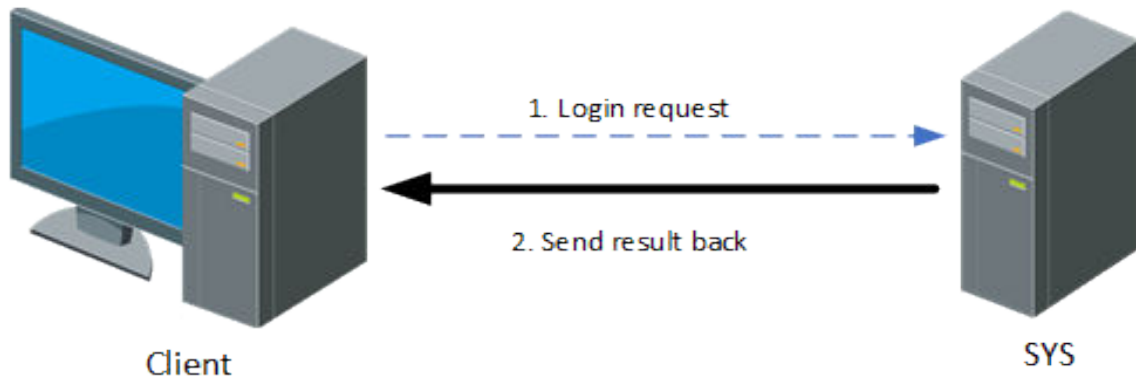 1. Login request
2. Send result back
Client
SYS